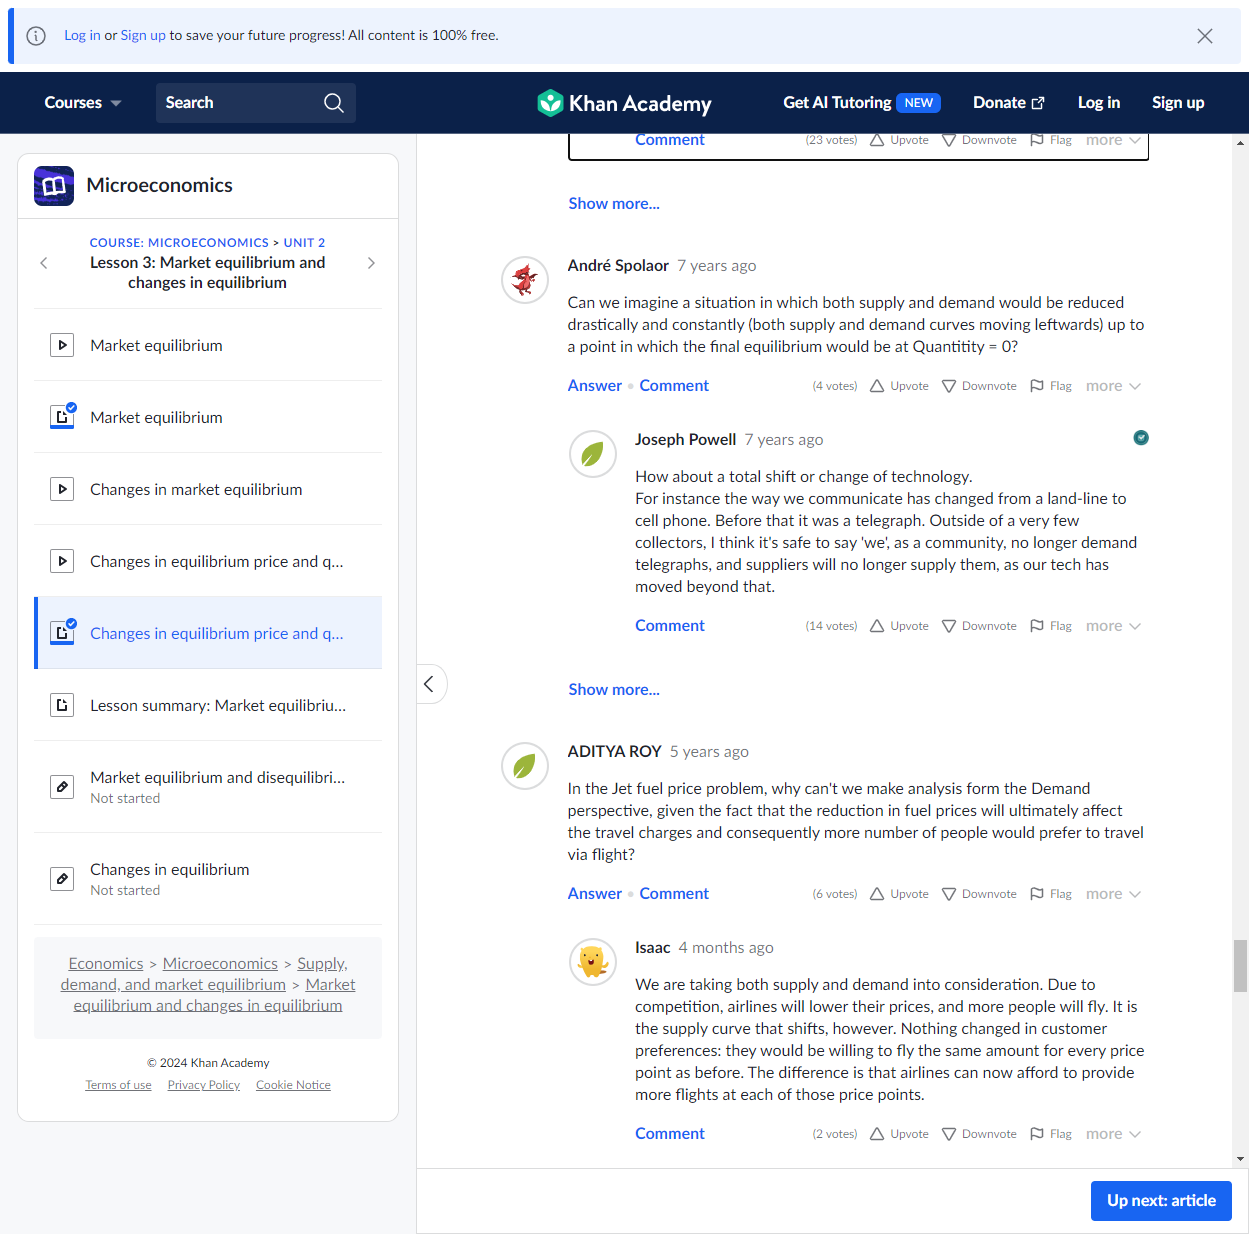 Log in or Sign up to save your future progress! All content is 100% free.
Courses
Search
Khan Academy
Get AI Tutoring NEW
Donate
Log in
Sign up
Microeconomics
COURSE: MICROECONOMICS > UNIT 2
Lesson 3: Market equilibrium and
changes in equilibrium
Market equilibrium
Market equilibrium
Changes in market equilibrium
Changes in equilibrium price and q...
Changes in equilibrium price and q...
Lesson summary: Market equilibriu...
Market equilibrium and disequilibri...
Not started
Changes in equilibrium
Not started
Economics > Microeconomics > Supply,
demand, and market equilibrium > Market
equilibrium and changes in equilibrium
© 2024 Khan Academy
Terms of use Privacy Policy Cookie Notice
Comment (23 votes) Upvote Downvote Flag more
Show more...
André Spolaor 7 years ago
Can we imagine a situation in which both supply and demand would be reduced
drastically and constantly (both supply and demand curves moving leftwards) up to
a point in which the final equilibrium would be at Quantitity = 0?
Answer • Comment (4 votes) Upvote Downvote Flag more
Joseph Powell 7 years ago
How about a total shift or change of technology.
For instance the way we communicate has changed from a land-line to
cell phone. Before that it was a telegraph. Outside of a very few
collectors, I think it's safe to say 'we', as a community, no longer demand
telegraphs, and suppliers will no longer supply them, as our tech has
moved beyond that.
Comment (14 votes) Upvote Downvote Flag more
Show more...
ADITYA ROY 5 years ago
In the Jet fuel price problem, why can't we make analysis form the Demand
perspective, given the fact that the reduction in fuel prices will ultimately affect
the travel charges and consequently more number of people would prefer to travel
via flight?
Answer • Comment (6 votes) Upvote Downvote Flag more
Isaac 4 months ago
We are taking both supply and demand into consideration. Due to
competition, airlines will lower their prices, and more people will fly. It is
the supply curve that shifts, however. Nothing changed in customer
preferences: they would be willing to fly the same amount for every price
point as before. The difference is that airlines can now afford to provide
more flights at each of those price points.
Comment (2 votes) Upvote Downvote Flag more
Up next: article